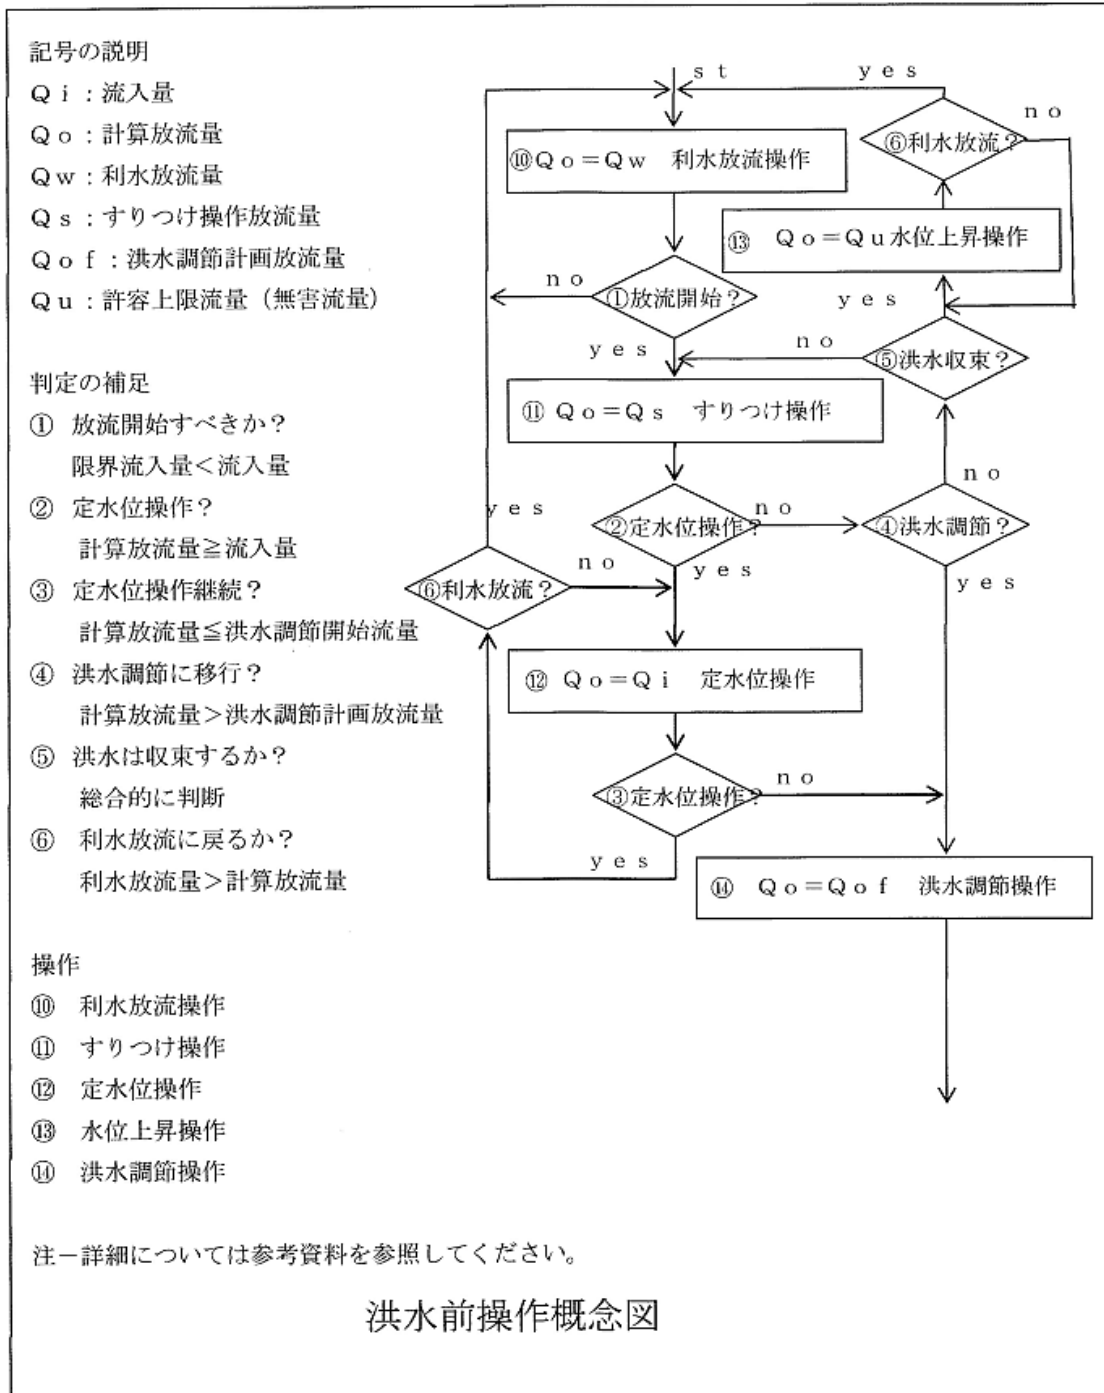 記号の説明
Ｑｉ：流入量
Ｑｏ：計算放流量
Ｑｗ：利水放流量
Ｑｓ：すりつけ操作放流量
Ｑｏｆ：洪水調節計画放流量
Ｑｕ：許容上限流量（無害流量）
判定の補足
① 放流開始すべきか？
限界流入量＜流入量
② 定水位操作？
計算放流量≧流入量
③ 定水位操作継続？
計算放流量≦洪水調節開始流量
④ 洪水調節に移行？
計算放流量＞洪水調節計画放流量
⑤ 洪水は収束するか？
総合的に判断
⑥ 利水放流に戻るか？
利水放流量＞計算放流量
操作
⑩ 利水放流操作
⑪ すりつけ操作
⑫ 定水位操作
⑬ 水位上昇操作
⑭ 洪水調節操作
ｓｔ
ｙｅｓ
ｎｏ
⑥利水放流？
⑩Ｑｏ＝Ｑｗ 利水放流操作
⑬ Ｑｏ＝Ｑｕ水位上昇操作
ｎｏ
①放流開始？
ｙｅｓ
ｙｅｓ
ｎｏ
⑤洪水収束？
⑪ Ｑｏ＝Ｑｓ すりつけ操作
ｎｏ
ｙｅｓ
②定水位操作？
ｎｏ
④洪水調節？
ｎｏ
ｙｅｓ
ｙｅｓ
⑥利水放流？
⑫ Ｑｏ＝Ｑｉ 定水位操作
ｎｏ
③定水位操作？
ｙｅｓ
⑭ Ｑｏ＝Ｑｏｆ 洪水調節操作
注－詳細については参考資料を参照してください。
洪水前操作概念図